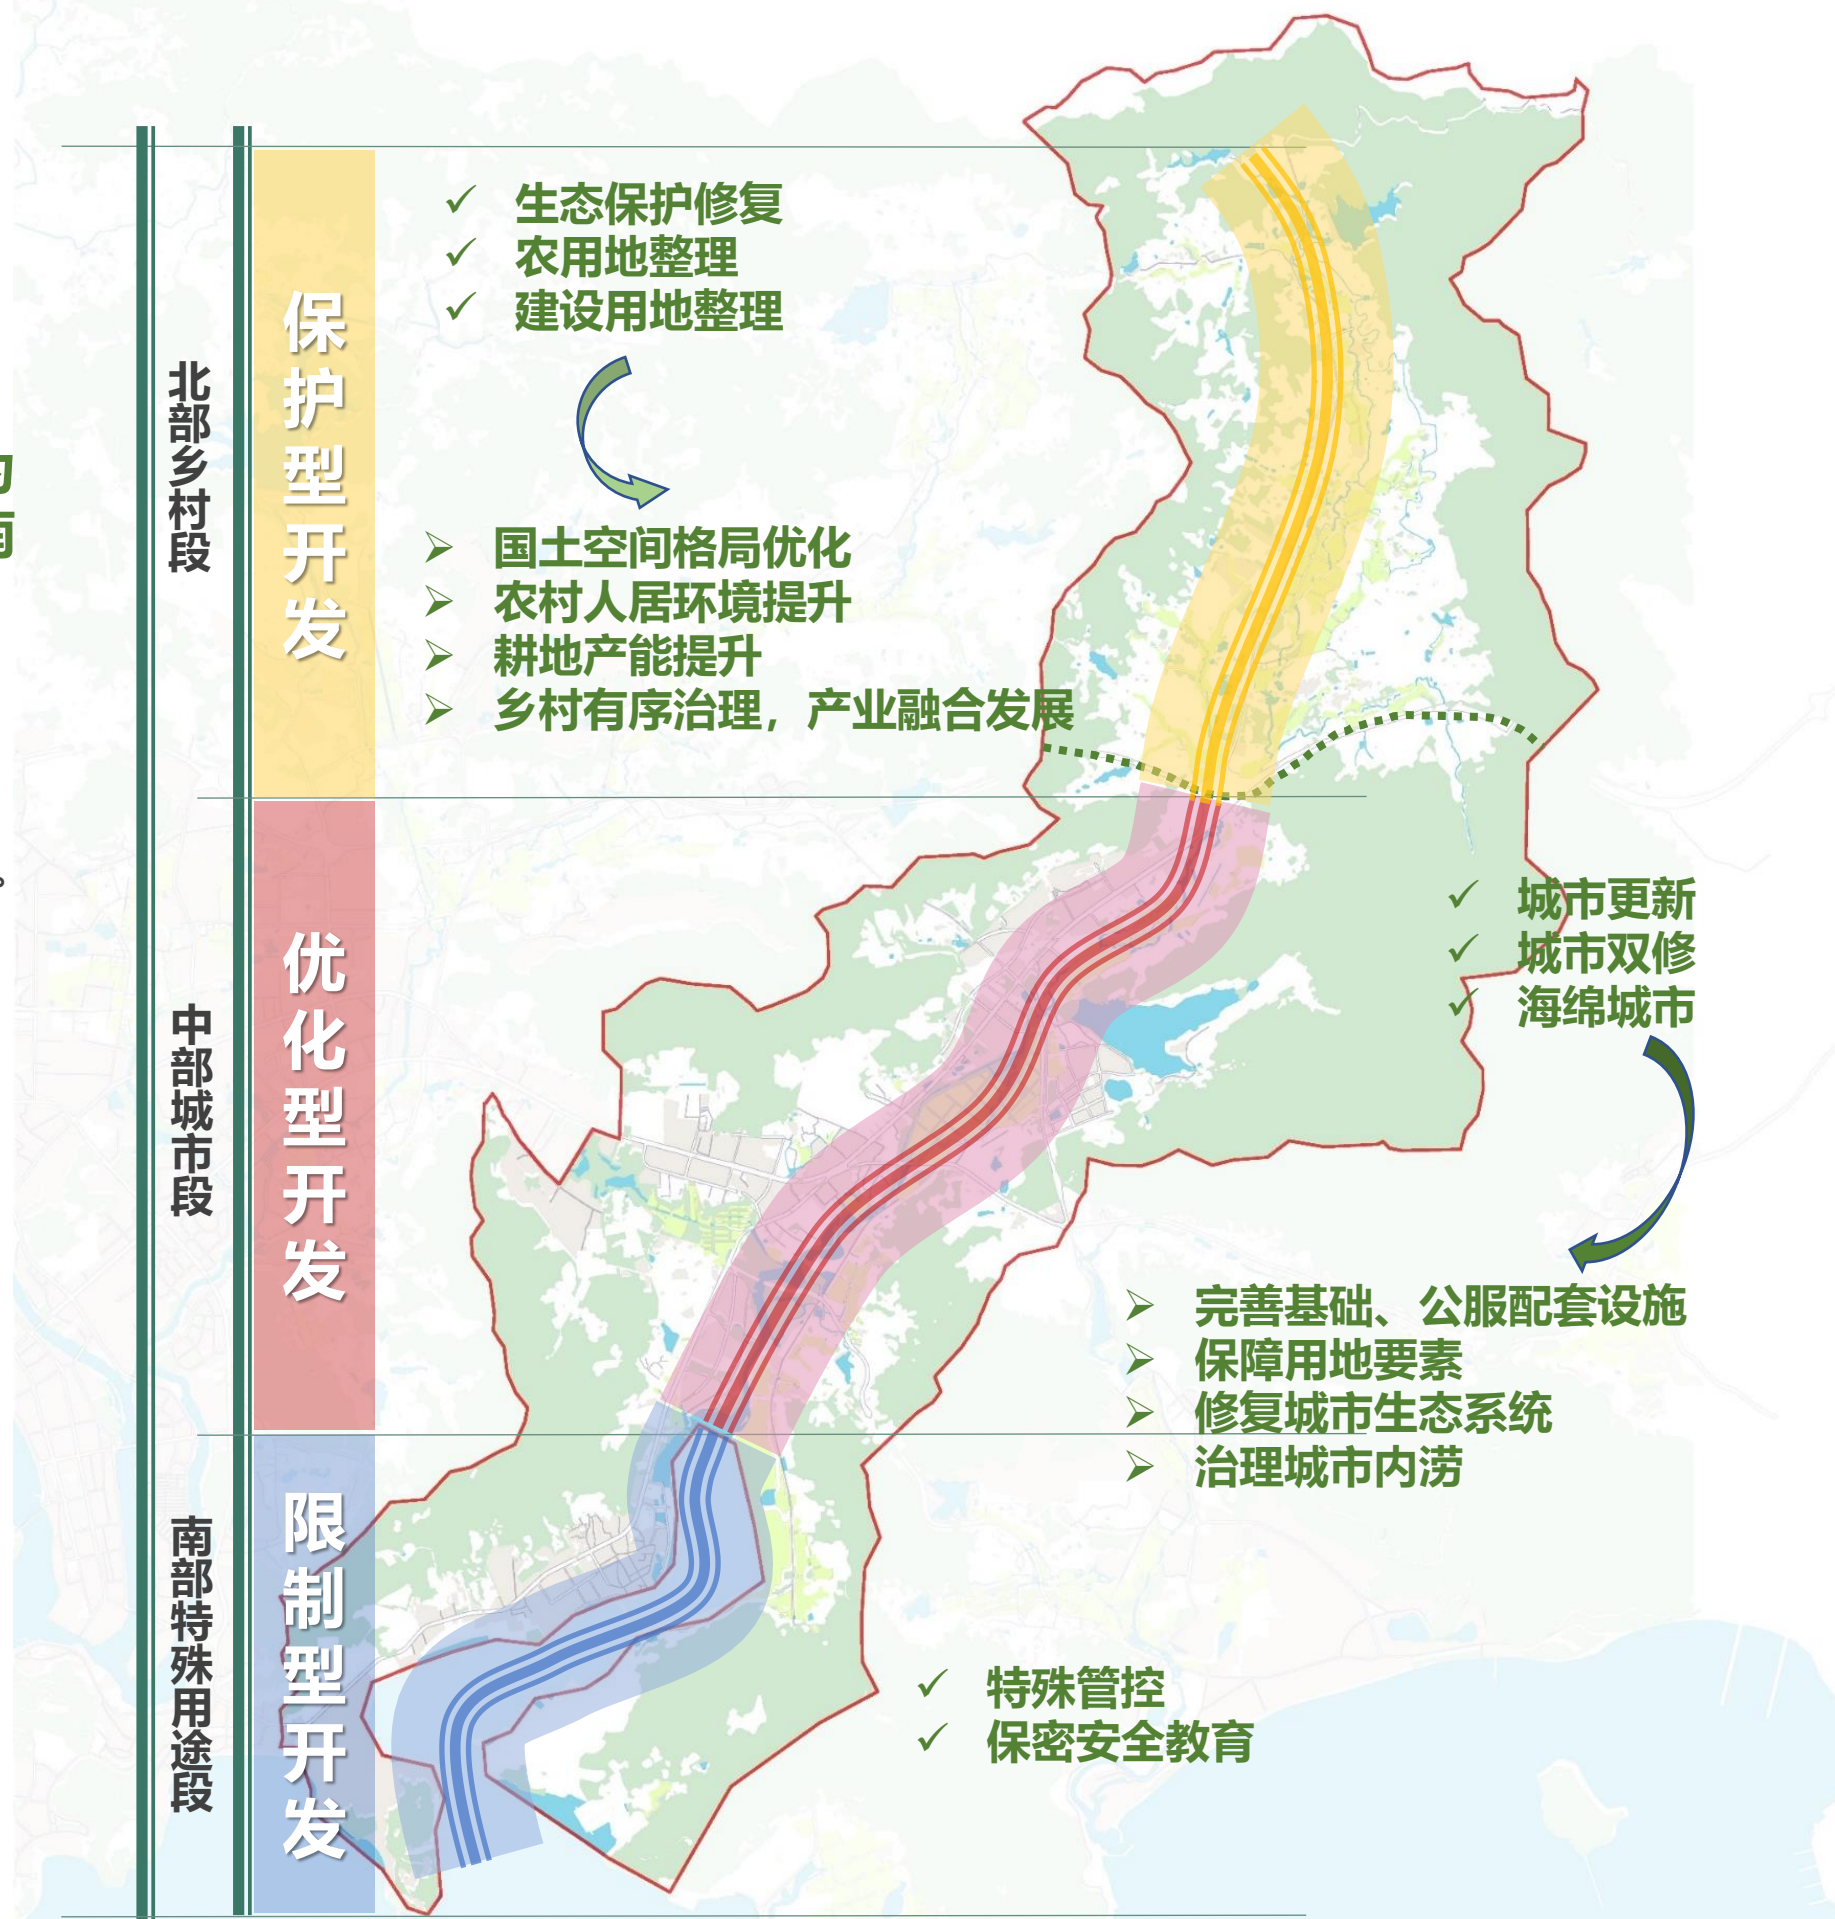 北部乡村段
保护型开发
生态保护修复
农用地整理
建设用地整理
国土空间格局优化
农村人居环境提升
耕地产能提升
乡村有序治理，产业融合发展
中部城市段
优化型开发
城市更新
城市双修
海绵城市
完善基础、公服配套设施
保障用地要素
修复城市生态系统
治理城市内涝
南部特殊用途段
限制型开发
特殊管控
保密安全教育